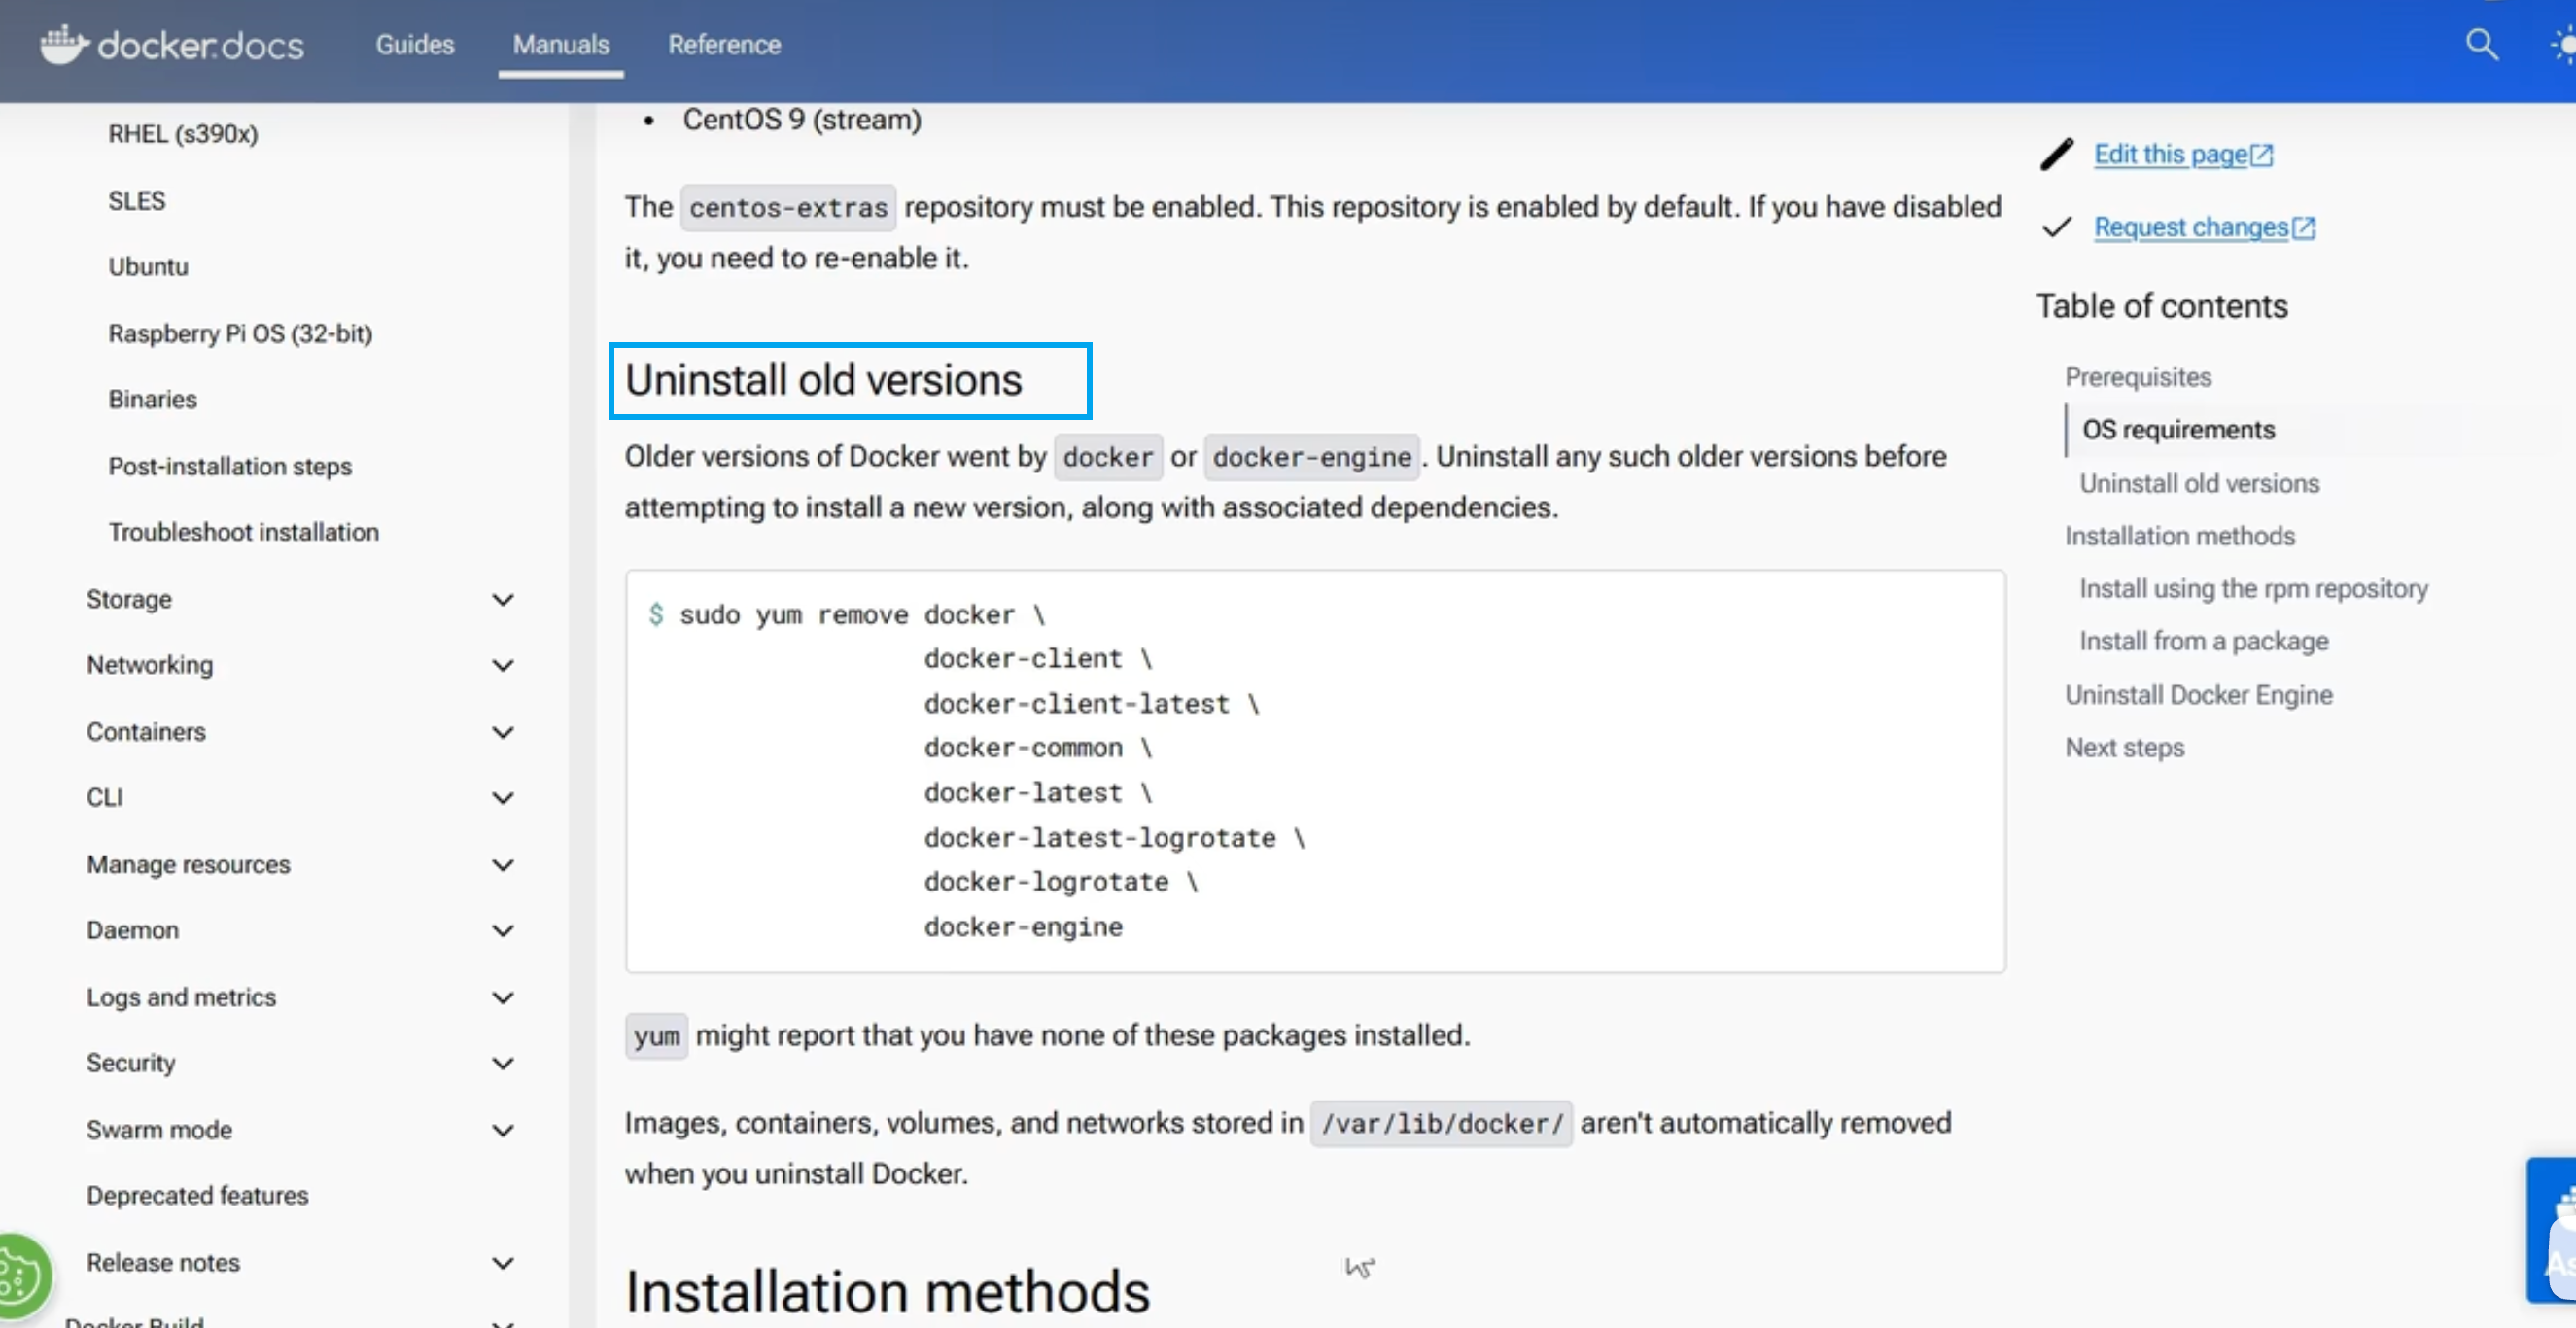 docker.docs
Guides
Manuals
Reference
RHEL (s390x)
SLES
Ubuntu
Raspberry Pi OS (32-bit)
Binaries
Post-installation steps
Troubleshoot installation
Storage
Networking
Containers
CLI
Manage resources
Daemon
Logs and metrics
Security
Swarm mode
Deprecated features
Release notes
Docker Build
• CentOS 9 (stream)
The centos-extras repository must be enabled. This repository is enabled by default. If you have disabled
it, you need to re-enable it.
Uninstall old versions
Older versions of Docker went by docker or docker-engine. Uninstall any such older versions before
attempting to install a new version, along with associated dependencies.
$ sudo yum remove docker \
docker-client \
docker-client-latest \
docker-common \
docker-latest \
docker-latest-logrotate \
docker-logrotate \
docker-engine
yum might report that you have none of these packages installed.
Images, containers, volumes, and networks stored in /var/lib/docker/ aren't automatically removed
when you uninstall Docker.
Installation methods
Edit this page
Request changes
Table of contents
Prerequisites
OS requirements
Uninstall old versions
Installation methods
Install using the rpm repository
Install from a package
Uninstall Docker Engine
Next steps